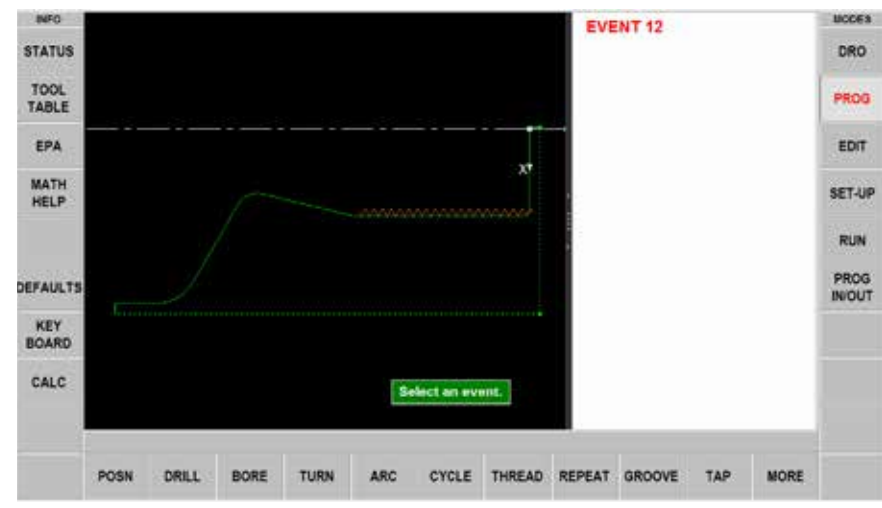 INFO
STATUS
TOOL
TABLE
EPA
MATH
HELP
DEFAULTS
KEY
BOARD
CALC
EVENT 12
X
Select an event.
MODES
DRO
PROG
EDIT
SET-UP
RUN
PROG
IN/OUT
POSN DRILL BORE TURN ARC CYCLE THREAD REPEAT GROOVE TAP MORE